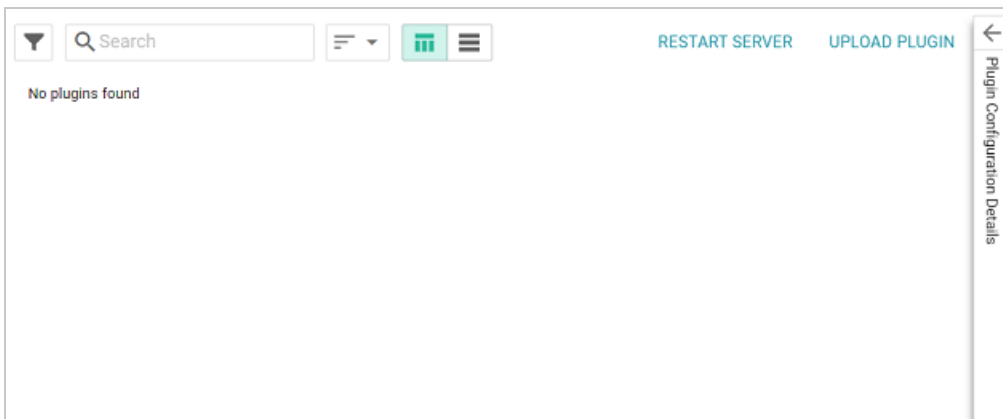 Search
RESTART SERVER
UPLOAD PLUGIN
No plugins found
Plugin Configuration Details